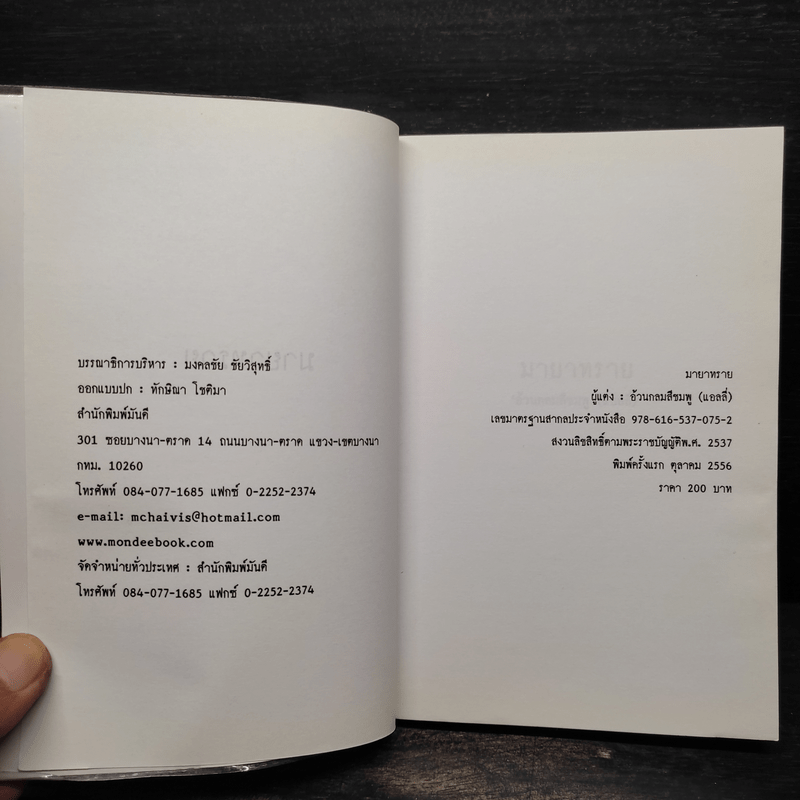 บรรณาธิการบริหาร : มงคลชัย ชัยวิสุทธิ์
ออกแบบปก : ทักษิณา โชติมา
สำนักพิมพ์มันดี
301 ซอยบางนา-ตราด 14 ถนนบางนา-ตราด แขวง-เขตบางนา
กทม. 10260
โทรศัพท์ 084-077-1685 แฟกซ์ 0-2252-2374
e-mail: mchaivis@hotmail.com
www.mondeebook.com
จัดจำหน่ายทั่วประเทศ : สำนักพิมพ์มันดี
โทรศัพท์ 084-077-1685 แฟกซ์ 0-2252-2374
มายาทราย
ผู้แต่ง : อ้วนกลมสีชมพู (แอลลี่)
เลขมาตรฐานสากลประจำหนังสือ 978-616-537-075-2
สงวนลิขสิทธิ์ตามพระราชบัญญัติพ.ศ. 2537
พิมพ์ครั้งแรก ตุลาคม 2556
ราคา 200 บาท